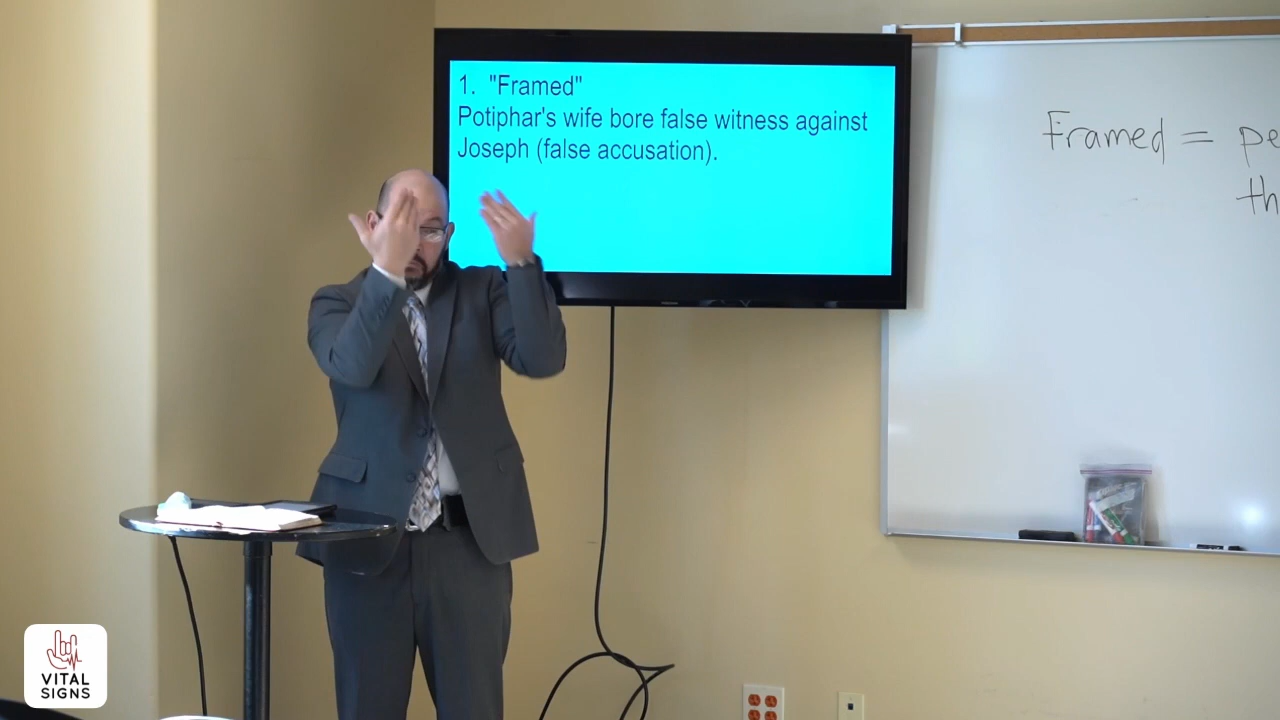 1. "Framed"
Potiphar's wife bore false witness against
Joseph (false accusation).
Framed =
VITAL
SIGNS